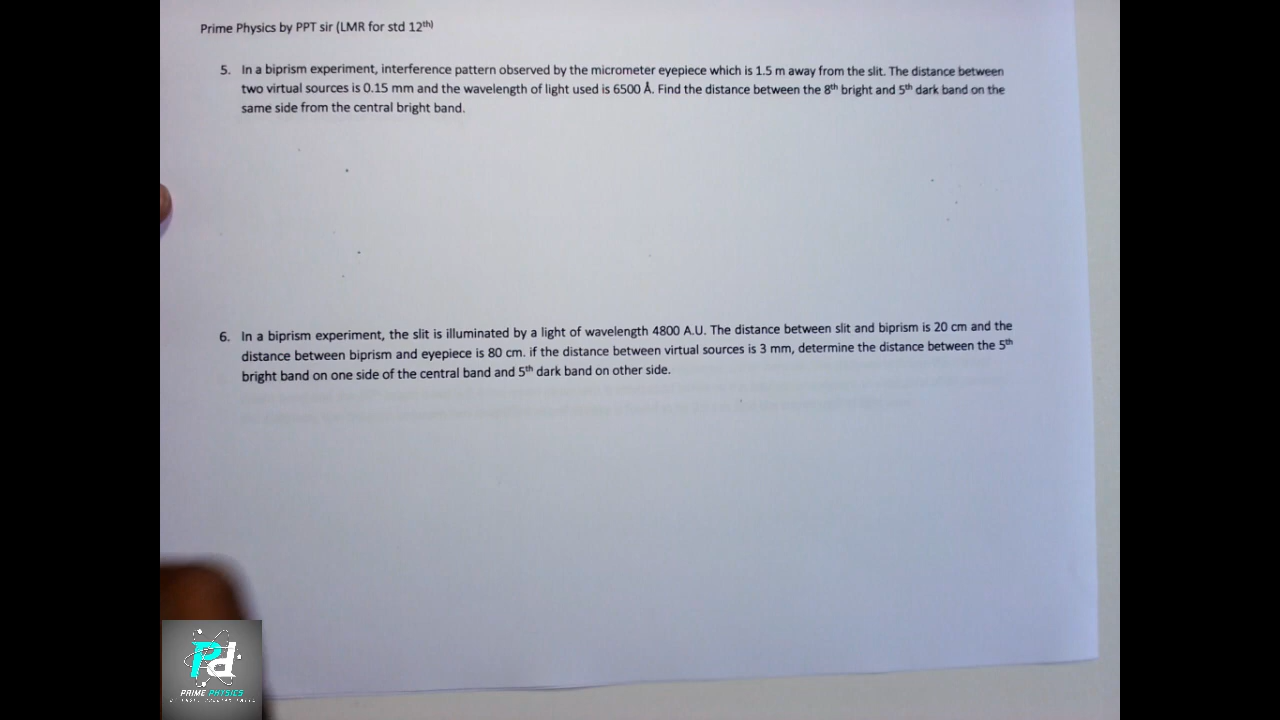 Prime Physics by PPT sir (LMR for std 12th)
5. In a biprism experiment, interference pattern observed by the micrometer eyepiece which is 1.5 m away from the slit. The distance between
two virtual sources is 0.15 mm and the wavelength of light used is 6500 Å. Find the distance between the 8th bright and 5th dark band on the
same side from the central bright band.
6. In a biprism experiment, the slit is illuminated by a light of wavelength 4800 A.U. The distance between slit and biprism is 20 cm and the
distance between biprism and eyepiece is 80 cm. if the distance between virtual sources is 3 mm, determine the distance between the 5th
bright band on one side of the central band and 5th dark band on other side.
Pd
PRIME PHYSICS